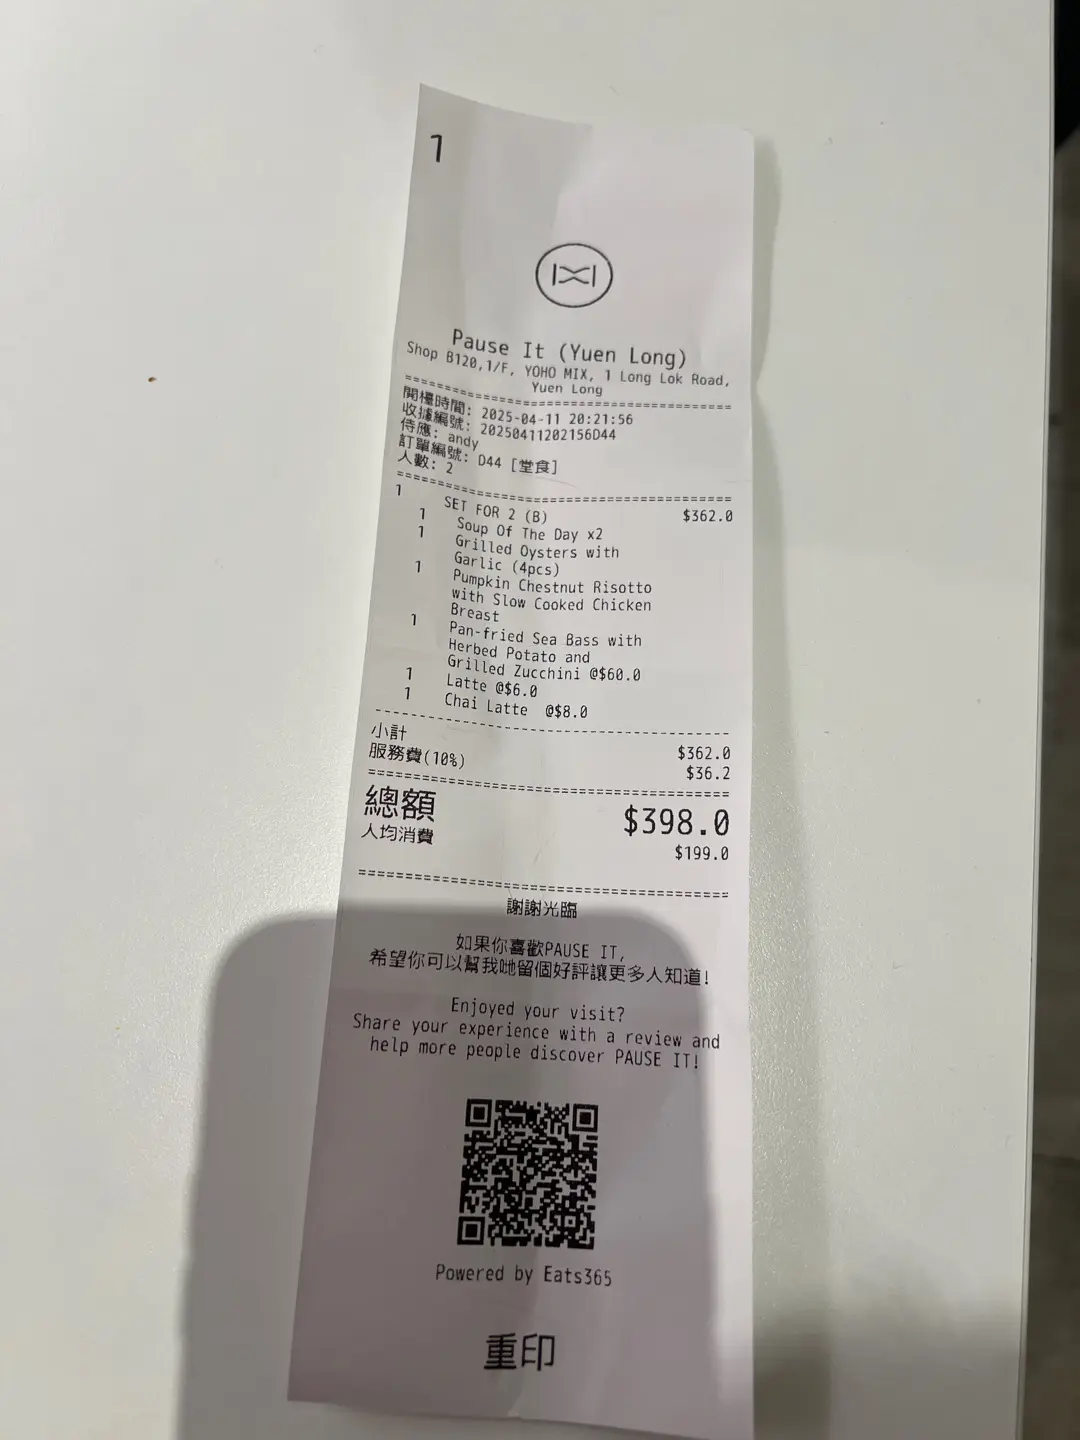 1
Pause It (Yuen Long)
Shop B120,1/F, YOHO MIX, 1 Long Lok Road,
Yuen Long
開檯時間: 2025-04-11 20:21:56
收據編號: 20250411202156D44
侍應: andy
訂單編號: D44 [堂食]
人數: 2
1 SET FOR 2 (B) $362.0
1 Soup Of The Day x2
1 Grilled Oysters with
Garlic (4pcs)
1 Pumpkin Chestnut Risotto
with Slow Cooked Chicken
Breast
1 Pan-fried Sea Bass with
Herbed Potato and
Grilled Zucchini @$60.0
1 Latte @$6.0
1 Chai Latte @$8.0
小計 $362.0
服務費(10%) $36.2
總額 $398.0
人均消費 $199.0
謝謝光臨
如果你喜歡PAUSE IT,
希望你可以幫我哋留個好評讓更多人知道!
Enjoyed your visit?
Share your experience with a review and
help more people discover PAUSE IT!
Powered by Eats365
重印